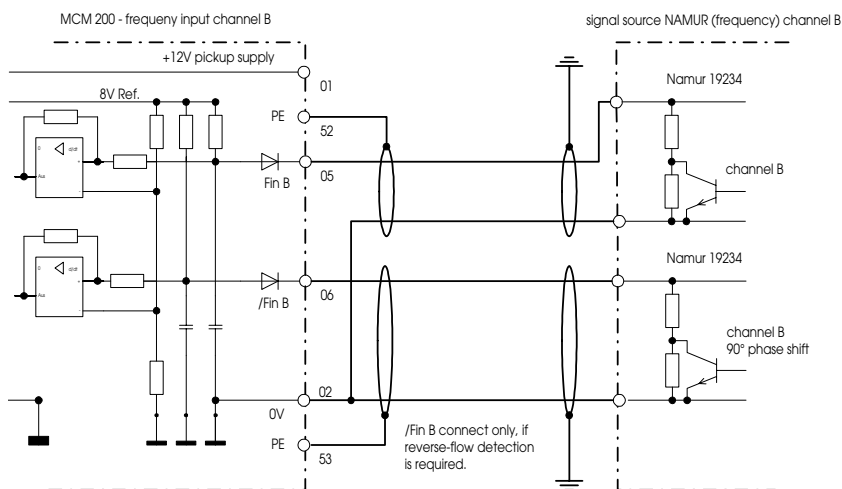 MCM 200 - frequeny input channel B
signal source NAMUR (frequency) channel B
+12V pickup supply
01
8V Ref.
PE
52
Namur 19234
Fin B
05
channel B
Namur 19234
/Fin B
06
channel B
90° phase shift
02
0V
PE
53
/Fin B connect only, if
reverse-flow detection
is required.